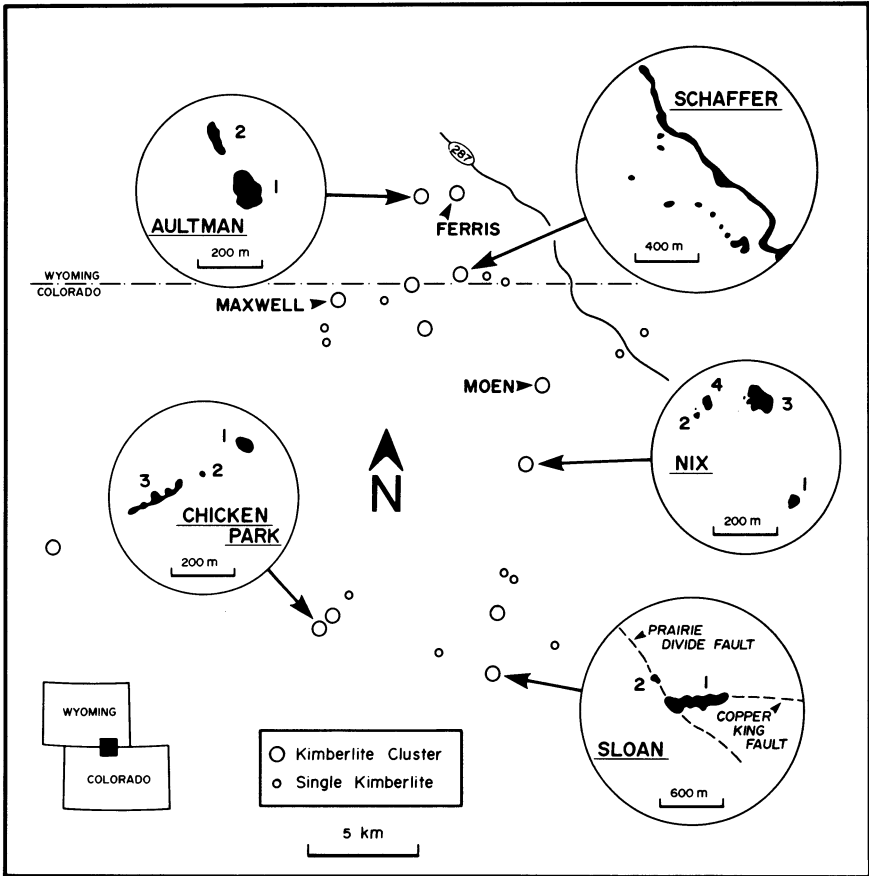 SCHAFFER
400 m
287
2
1
AULTMAN
200 m
FERRIS
WYOMING
COLORADO
MAXWELL
MOEN
4
2
3
NIX
1
200 m
N
1
2
3
CHICKEN
PARK
200 m
PRAIRIE
DIVIDE FAULT
2
1
COPPER
KING
FAULT
SLOAN
600 m
WYOMING
COLORADO
Kimberlite Cluster
Single Kimberlite
5 km